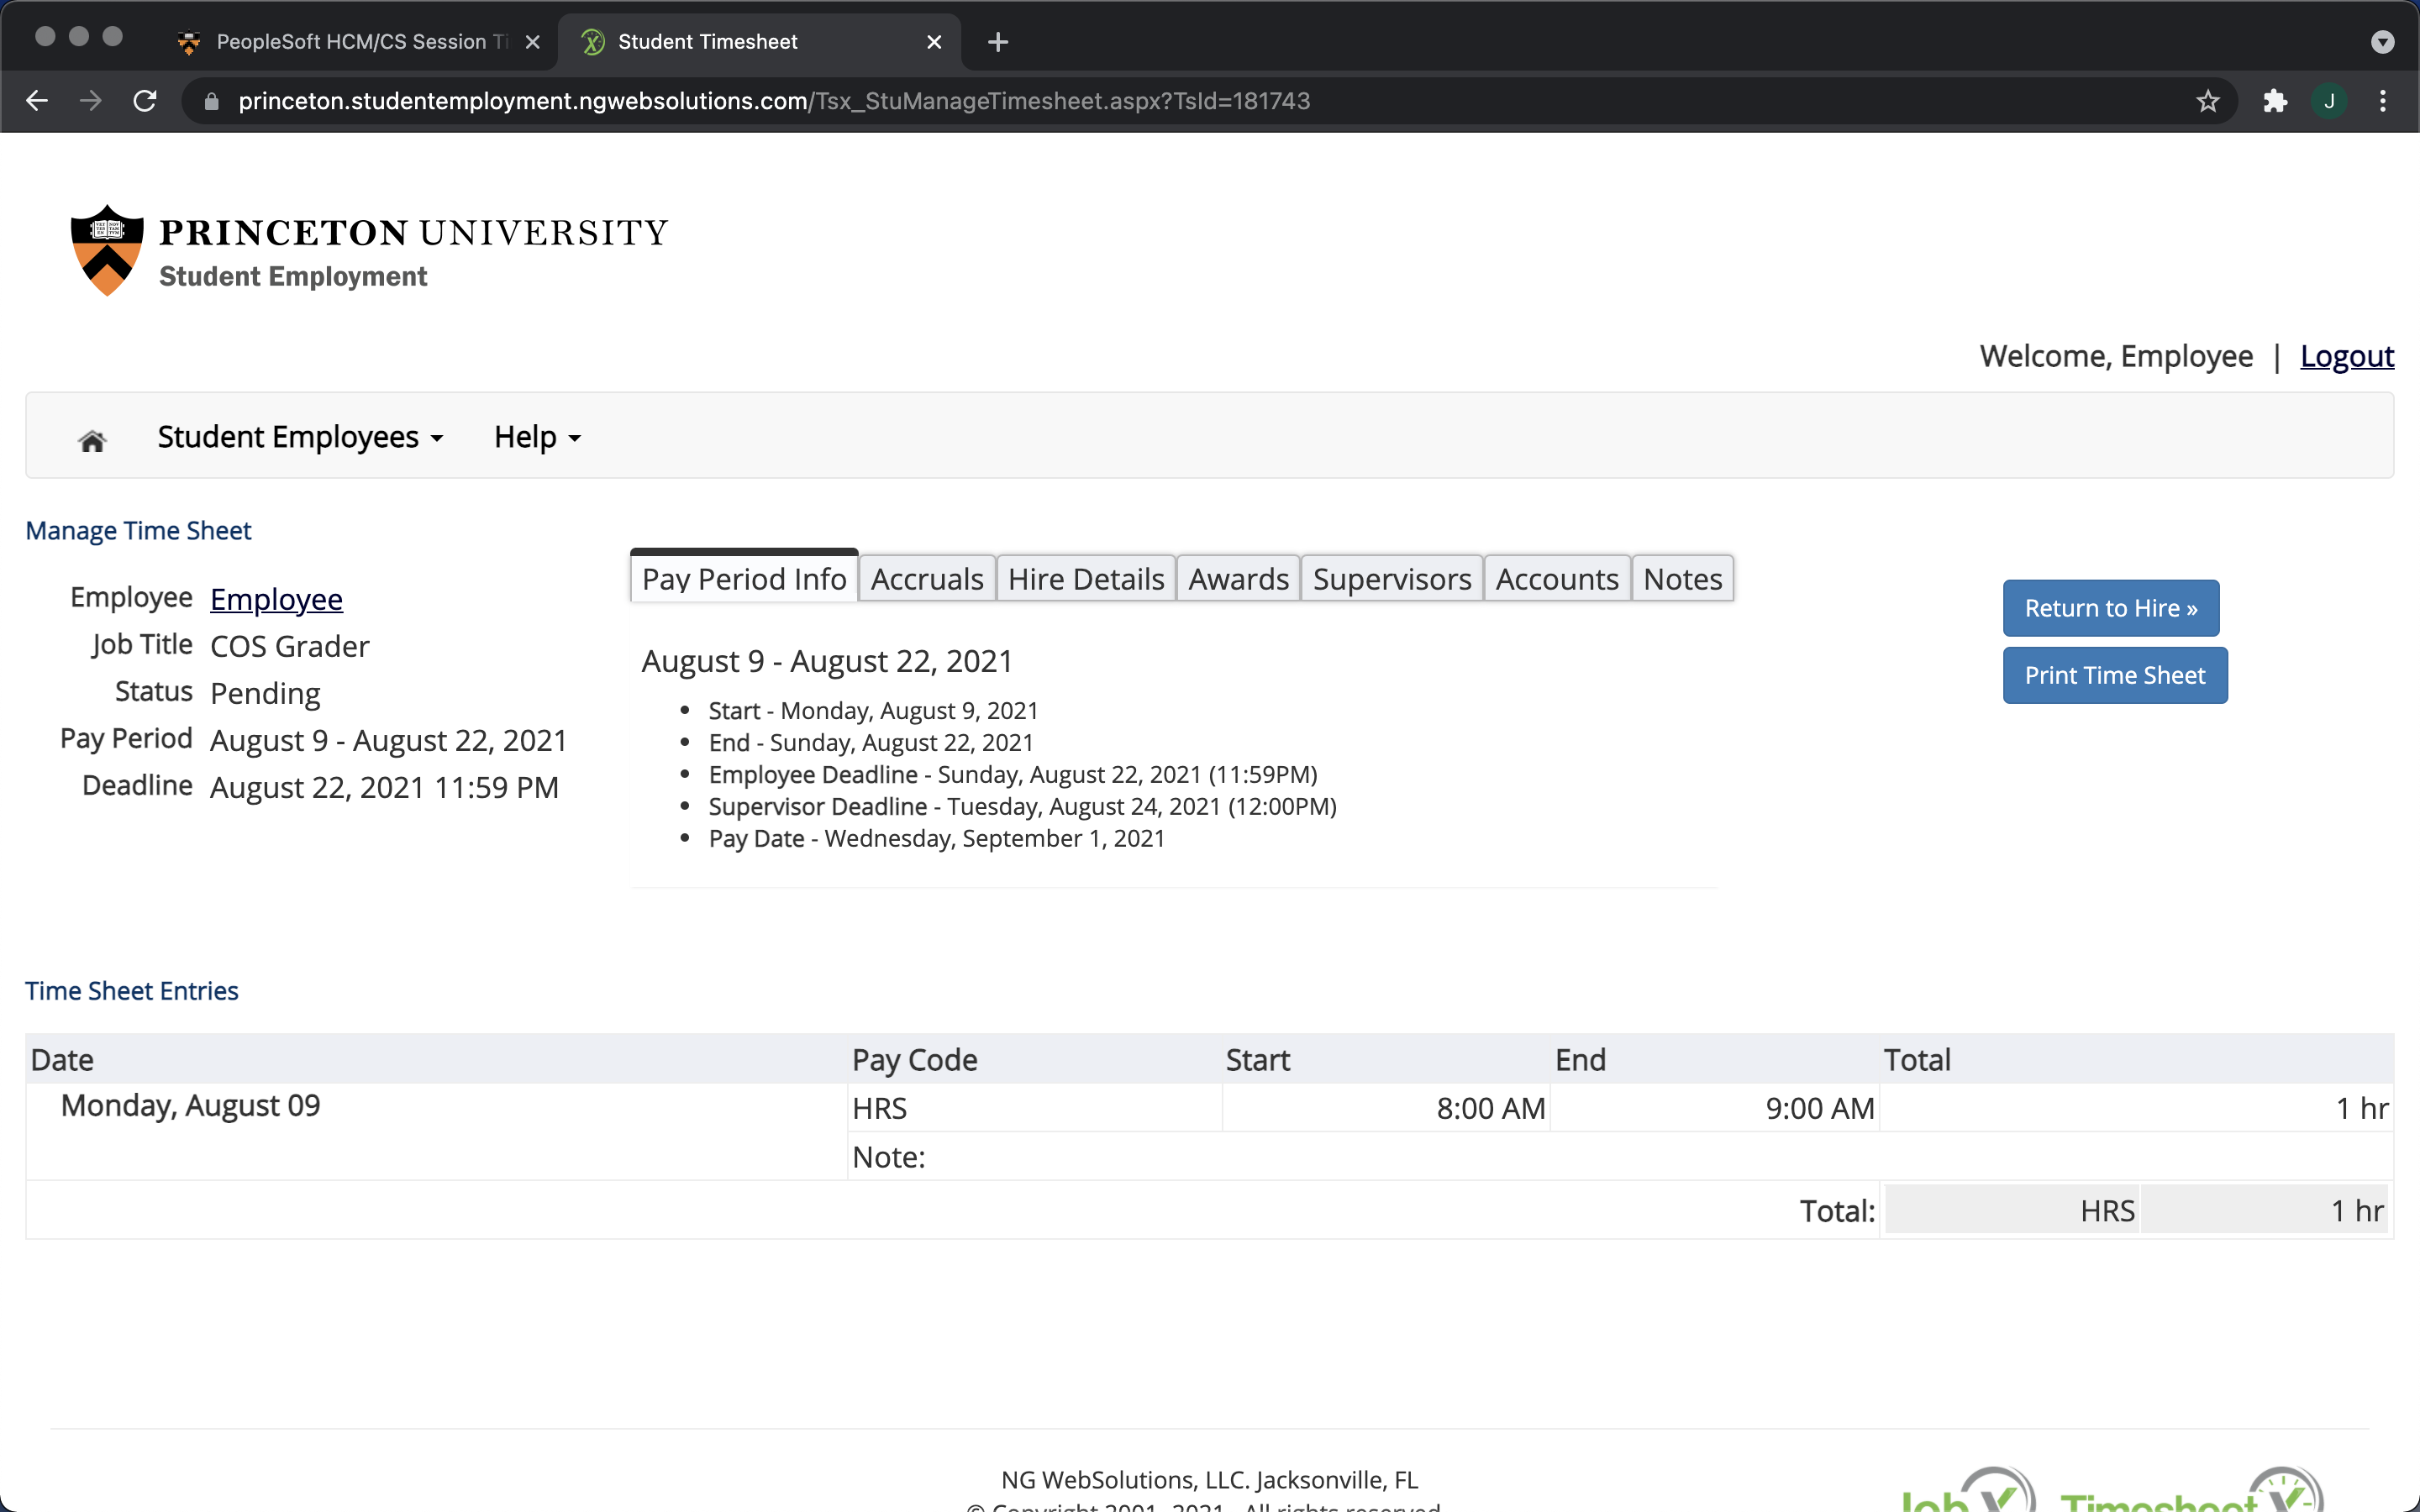 PeopleSoft HCM/CS Session Ti
Student Timesheet
princeton.studentemployment.ngwebsolutions.com/Tsx_StuManageTimesheet.aspx?TsId=181743
J
PRINCETON UNIVERSITY
Student Employment
Welcome, Employee | Logout
Student Employees Help
Manage Time Sheet
Employee Employee
Job Title COS Grader
Status Pending
Pay Period August 9 - August 22, 2021
Deadline August 22, 2021 11:59 PM
Pay Period Info Accruals Hire Details Awards Supervisors Accounts Notes
August 9 - August 22, 2021
• Start - Monday, August 9, 2021
• End - Sunday, August 22, 2021
• Employee Deadline - Sunday, August 22, 2021 (11:59PM)
• Supervisor Deadline - Tuesday, August 24, 2021 (12:00PM)
• Pay Date - Wednesday, September 1, 2021
Return to Hire »
Print Time Sheet
Time Sheet Entries
Date Pay Code Start End Total
Monday, August 09 HRS 8:00 AM 9:00 AM 1 hr
Note:
Total: HRS 1 hr
NG WebSolutions, LLC. Jacksonville, FL
© Copyright 2001, 2021 All rights reserved
Job X Timesheet X